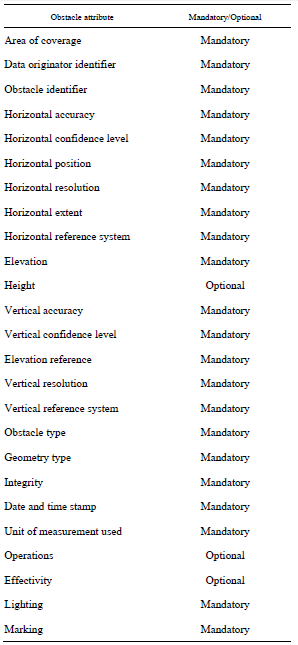 Obstacle attribute Mandatory/Optional
Area of coverage Mandatory
Data originator identifier Mandatory
Obstacle identifier Mandatory
Horizontal accuracy Mandatory
Horizontal confidence level Mandatory
Horizontal position Mandatory
Horizontal resolution Mandatory
Horizontal extent Mandatory
Horizontal reference system Mandatory
Elevation Mandatory
Height Optional
Vertical accuracy Mandatory
Vertical confidence level Mandatory
Elevation reference Mandatory
Vertical resolution Mandatory
Vertical reference system Mandatory
Obstacle type Mandatory
Geometry type Mandatory
Integrity Mandatory
Date and time stamp Mandatory
Unit of measurement used Mandatory
Operations Optional
Effectivity Optional
Lighting Mandatory
Marking Mandatory